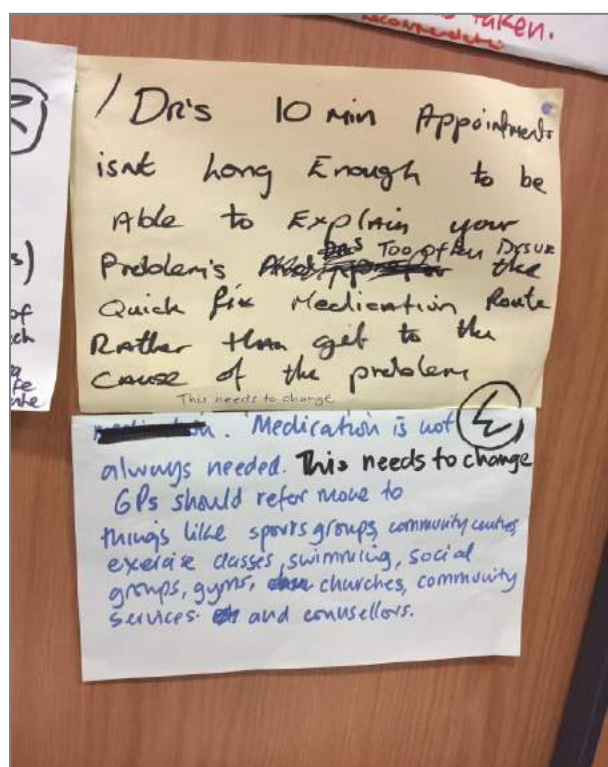 taken.
/ DR's 10 min Appointments
isnt Long Enough to be
Able to Explain your
Problem's Too often the
Quick fix Medication Route
Rather than get to the
Cause of the problem
This needs to change
Medication is not
always needed. This needs to change
GPs should refer more to
things like sports groups, community centres,
exercise classes, swimming, social
groups, gyms, churches, community
services and counsellors.